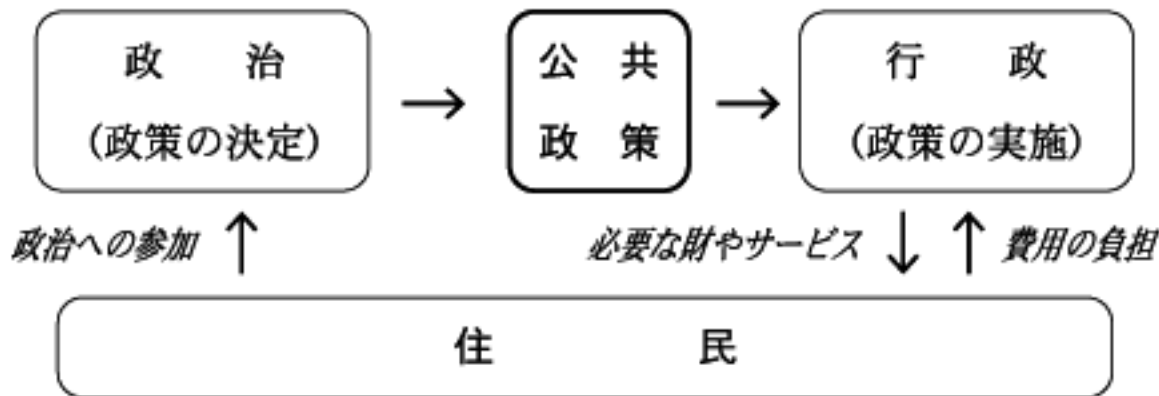 政治
公共
行政
(政策の決定)
政策
(政策の実施)
政治への参加
必要な財やサービス
費用の負担
住民